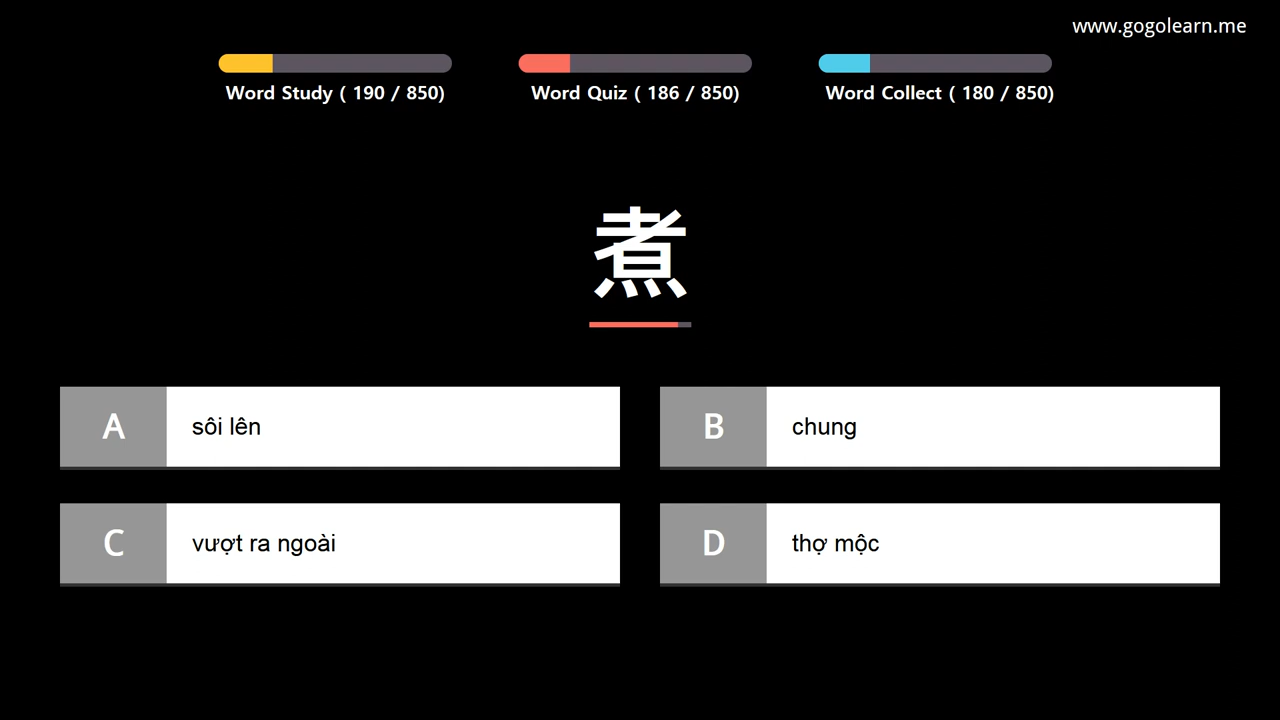 www.gogolearn.me
Word Study ( 190 / 850)
Word Quiz ( 186 / 850)
Word Collect ( 180 / 850)
煮
A
sôi lên
B
chung
C
vượt ra ngoài
D
thợ mộc